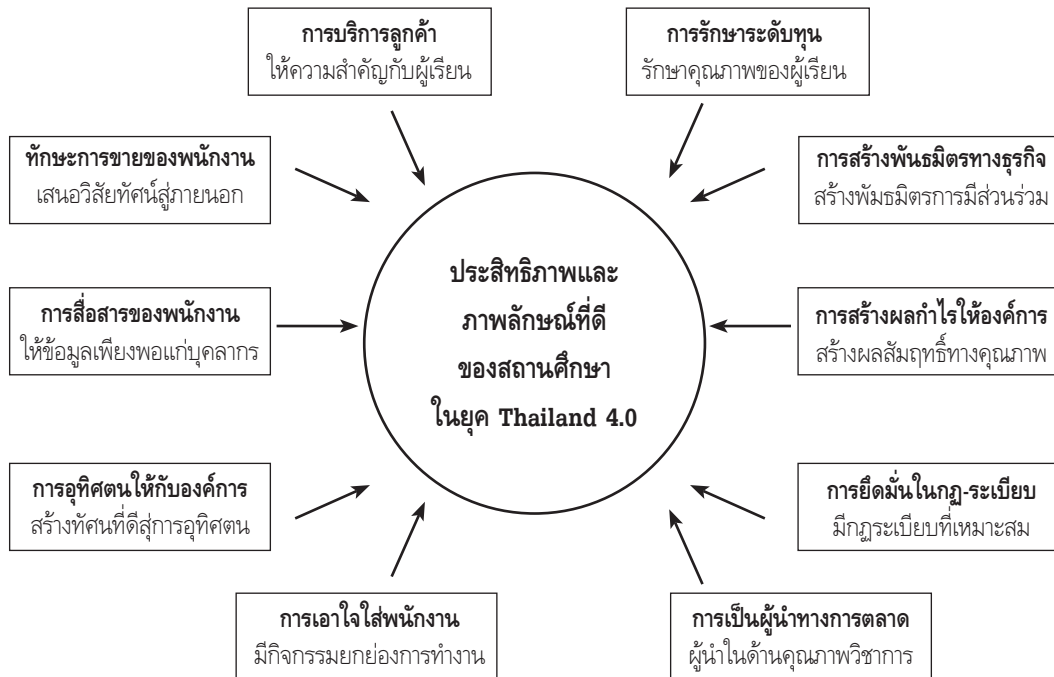 การบริการลูกค้า
ให้ความสำคัญกับผู้เรียน
การรักษาระดับทุน
รักษาคุณภาพของผู้เรียน
ทักษะการขายของพนักงาน
เสนอวิสัยทัศน์สู่ภายนอก
การสร้างพันธมิตรทางธุรกิจ
สร้างพัมธมิตรการมีส่วนร่วม
ประสิทธิภาพและ
ภาพลักษณ์ที่ดี
ของสถานศึกษา
ในยุค Thailand 4.0
การสื่อสารของพนักงาน
ให้ข้อมูลเพียงพอแก่บุคลากร
การสร้างผลกำไรให้องค์การ
สร้างผลสัมฤทธิ์ทางคุณภาพ
การอุทิศตนให้กับองค์การ
สร้างทัศนที่ดีสู่การอุทิศตน
การยึดมั่นในกฏ-ระเบียบ
มีกฏระเบียบที่เหมาะสม
การเอาใจใส่พนักงาน
มีกิจกรรมยกย่องการทำงาน
การเป็นผู้นำทางการตลาด
ผู้นำในด้านคุณภาพวิชาการ